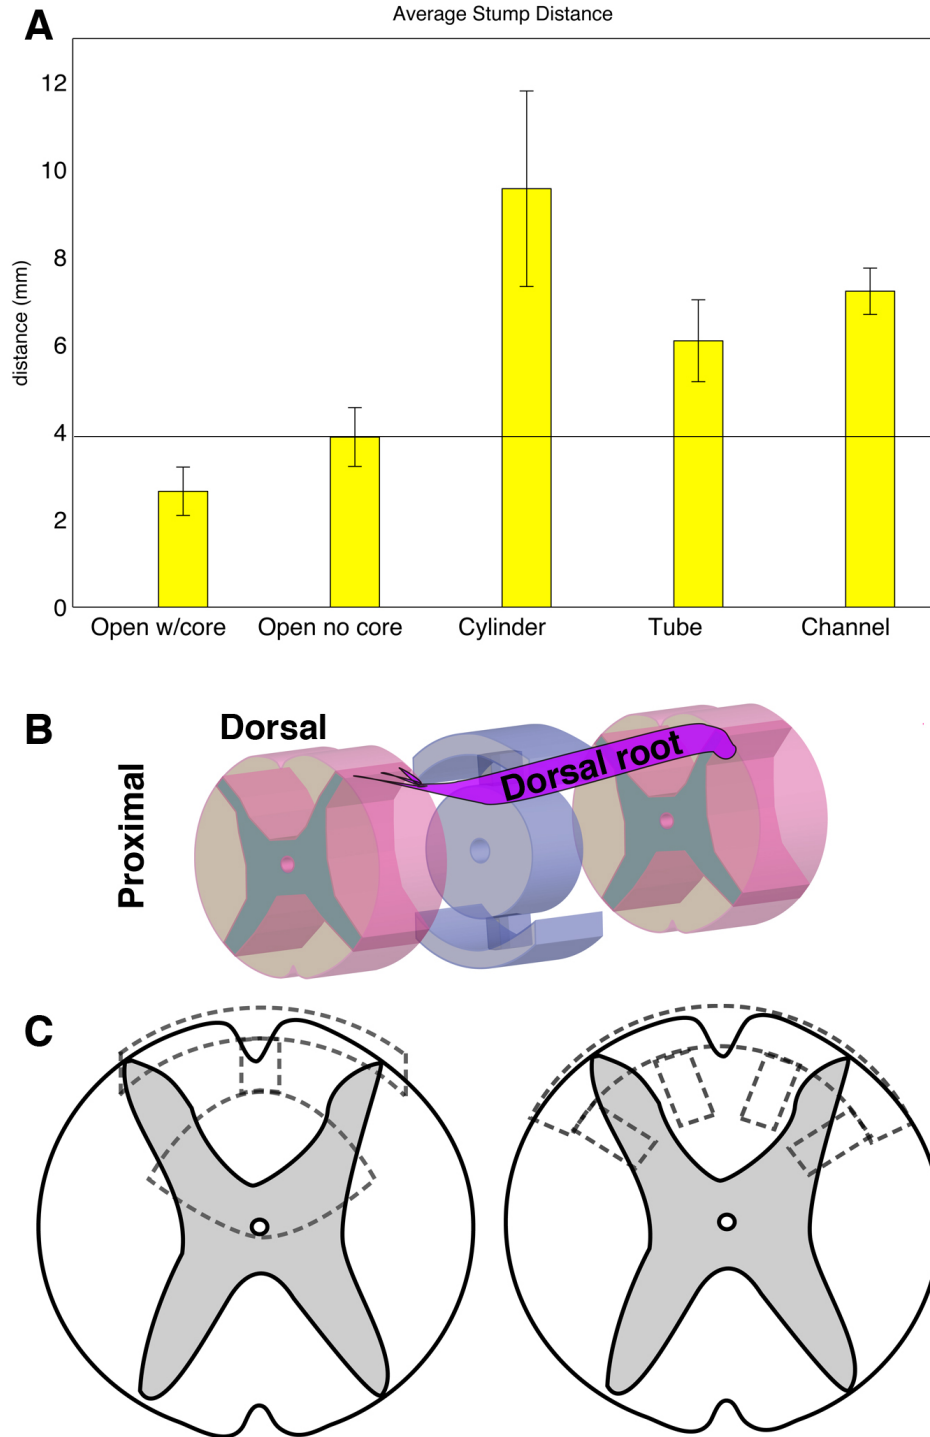 A
Average Stump Distance
distance (mm)
12
10
8
6
4
2
0
Open w/core
Open no core
Cylinder
Tube
Channel
B
Dorsal
Proximal
Dorsal root
C